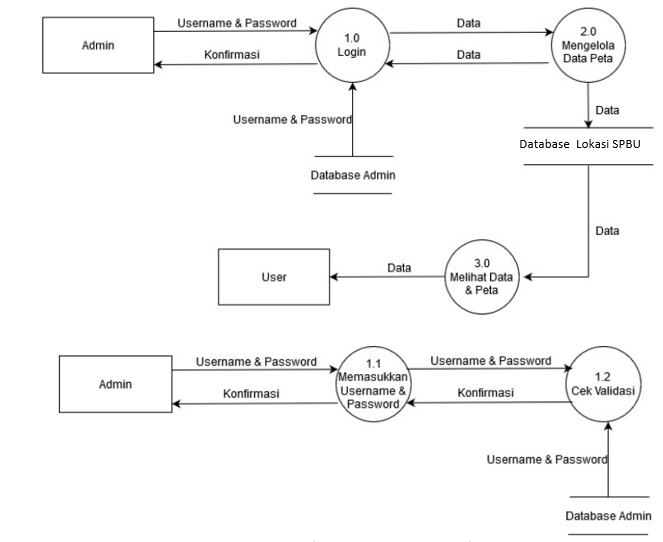 Username & Password
Admin
Konfirmasi
1.0
Login
Data
Data
2.0
Mengelola
Data Peta
Username & Password
Data
Database Admin
Database Lokasi SPBU
Data
User
Data
3.0
Melihat Data
& Peta
Admin
Username & Password
Konfirmasi
1.1
Memasukkan
Username &
Password
Username & Password
Konfirmasi
1.2
Cek Validasi
Username & Password
Database Admin